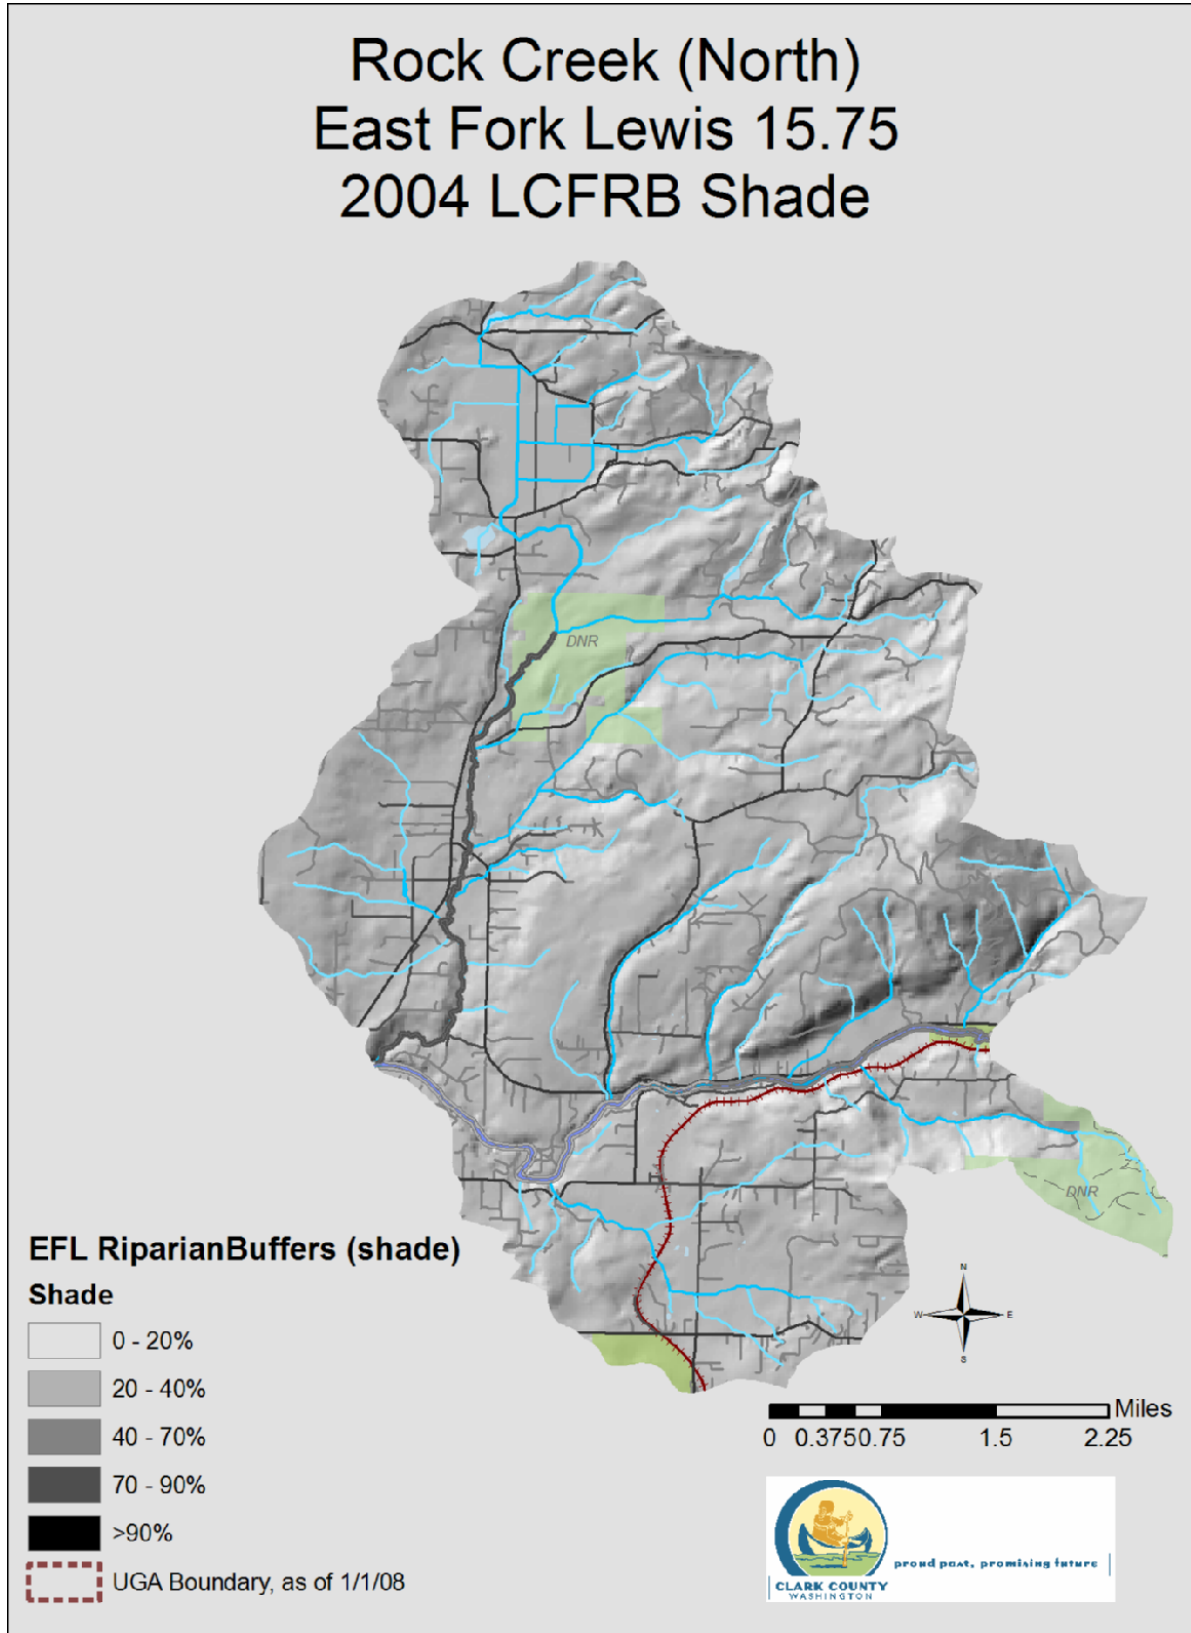 Rock Creek (North)
East Fork Lewis 15.75
2004 LCFRB Shade
DNR
DNR
EFL RiparianBuffers (shade)
Shade
0 - 20%
20 - 40%
40 - 70%
70 - 90%
>90%
UGA Boundary, as of 1/1/08
N
W E
S
Miles
0 0.375 0.75 1.5 2.25
proud past, promising future
CLARK COUNTY
WASHINGTON